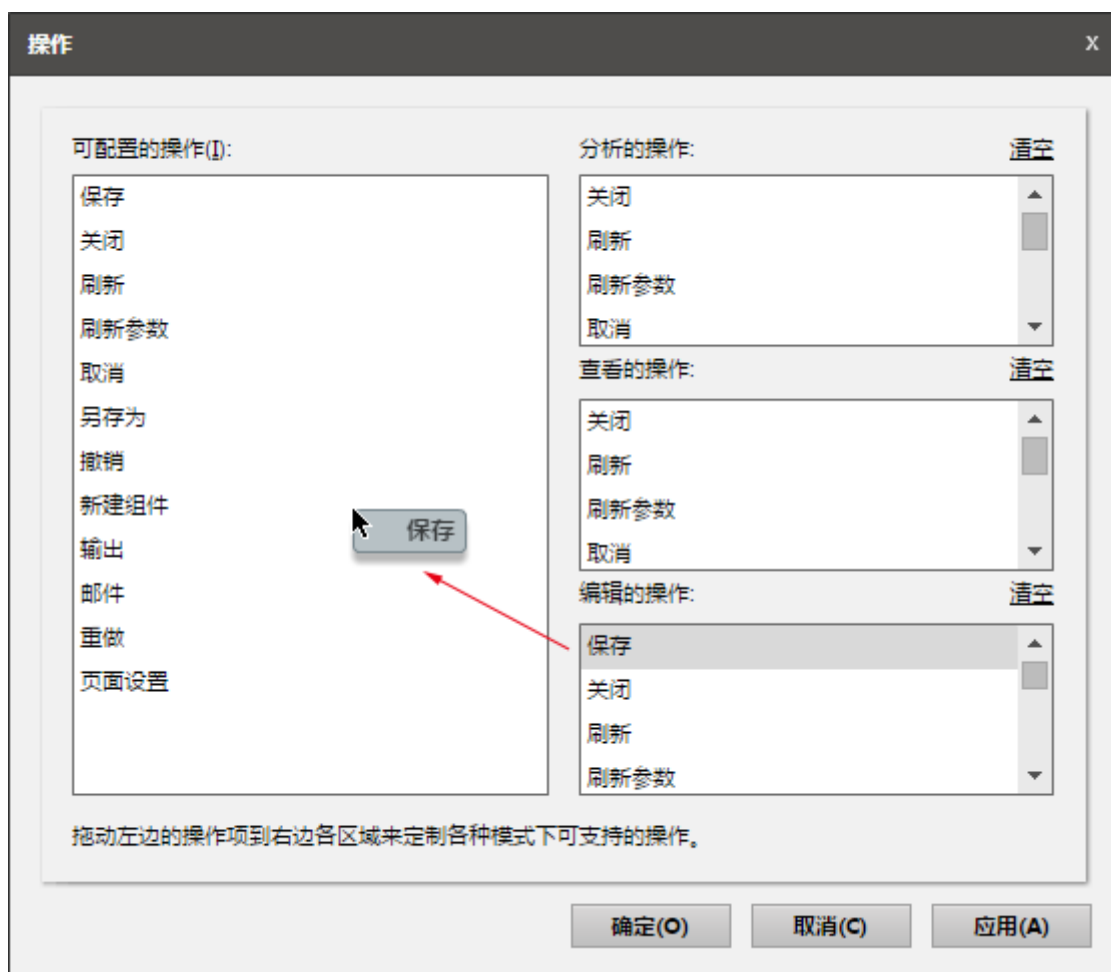 操作
X
可配置的操作(I):
保存
关闭
刷新
刷新参数
取消
另存为
撤销
新建组件
输出
邮件
重做
页面设置
保存
分析的操作:
清空
关闭
刷新
刷新参数
取消
查看的操作:
清空
关闭
刷新
刷新参数
取消
编辑的操作:
清空
保存
关闭
刷新
刷新参数
拖动左边的操作项到右边各区域来定制各种模式下可支持的操作。
确定(O)
取消(C)
应用(A)